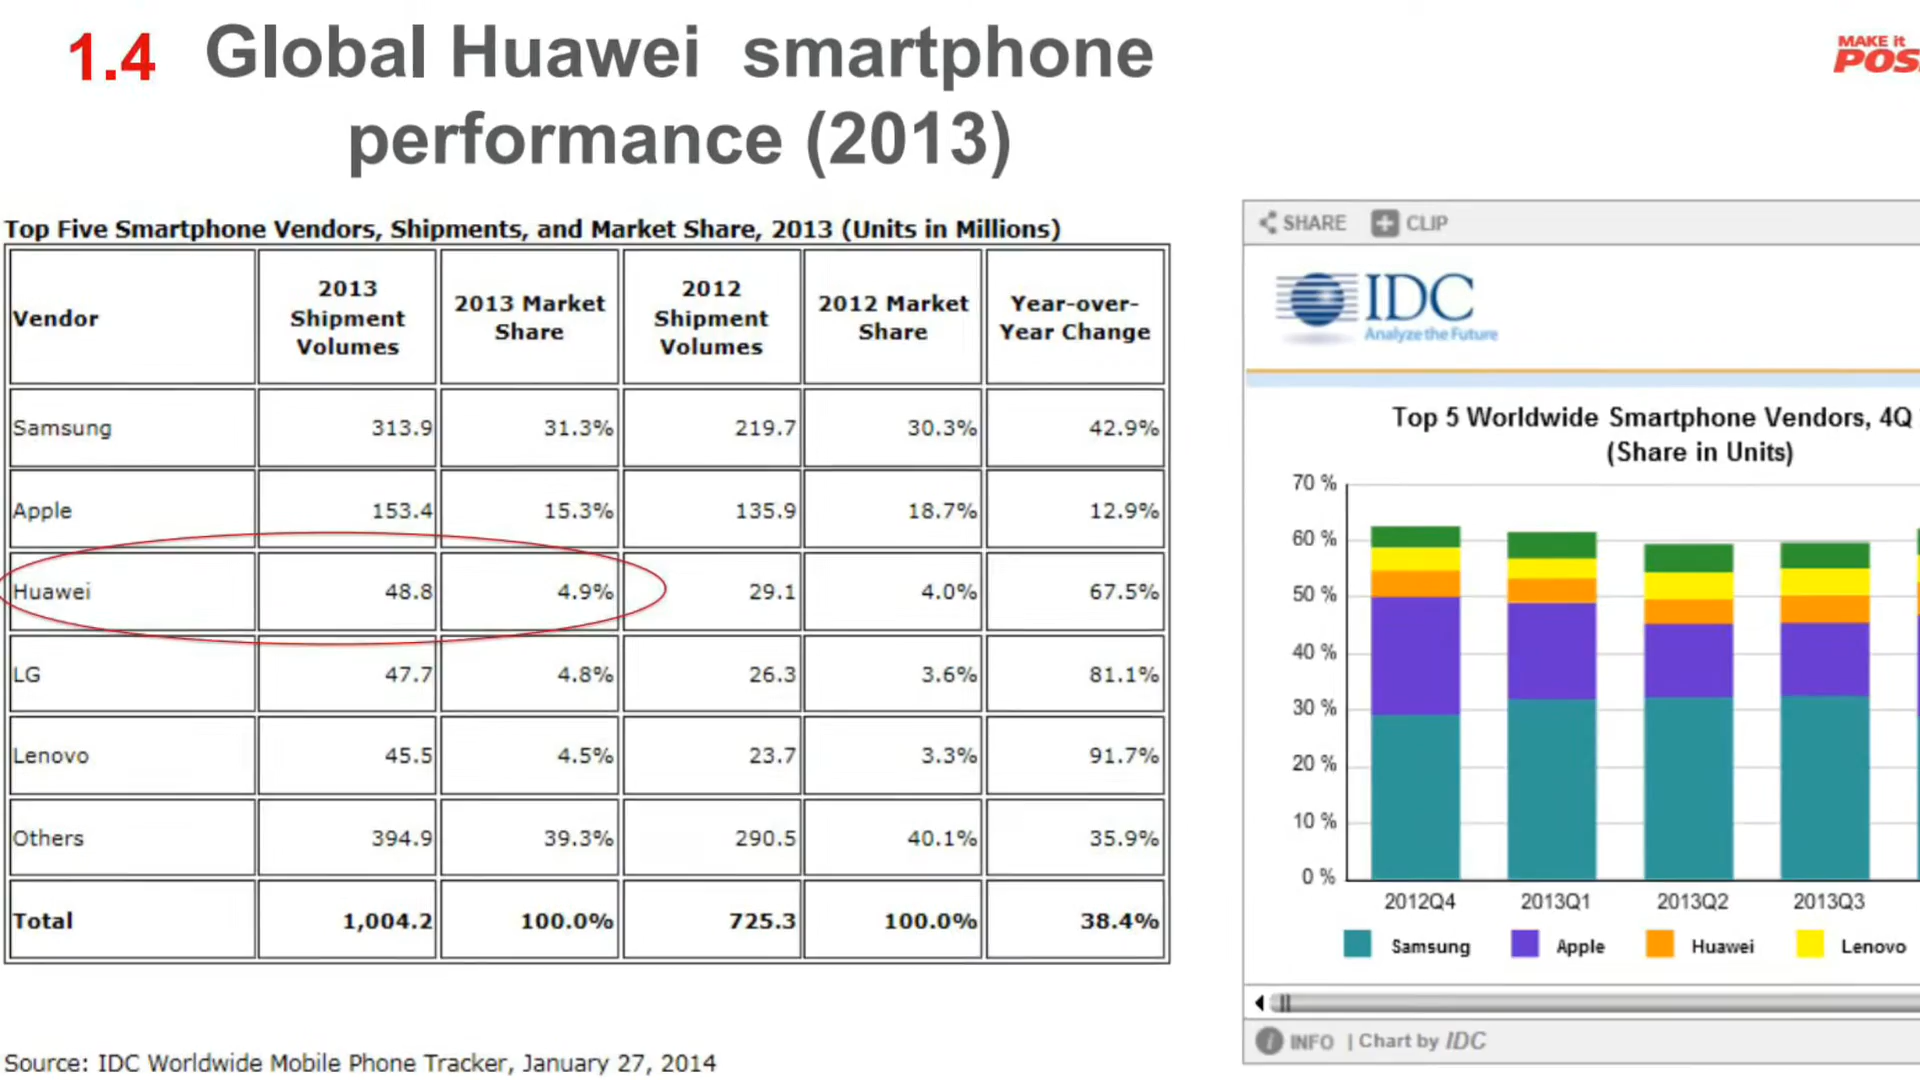 1.4 Global Huawei smartphone
performance (2013)
MAKE it
POS
Top Five Smartphone Vendors, Shipments, and Market Share, 2013 (Units in Millions)
Vendor 2013 Shipment Volumes 2013 Market Share 2012 Shipment Volumes 2012 Market Share Year-over-Year Change
Samsung 313.9 31.3% 219.7 30.3% 42.9%
Apple 153.4 15.3% 135.9 18.7% 12.9%
Huawei 48.8 4.9% 29.1 4.0% 67.5%
LG 47.7 4.8% 26.3 3.6% 81.1%
Lenovo 45.5 4.5% 23.7 3.3% 91.7%
Others 394.9 39.3% 290.5 40.1% 35.9%
Total 1,004.2 100.0% 725.3 100.0% 38.4%
Source: IDC Worldwide Mobile Phone Tracker, January 27, 2014
SHARE CLIP
IDC
Analyze the Future
Top 5 Worldwide Smartphone Vendors, 4Q
(Share in Units)
70 %
60 %
50 %
40 %
30 %
20 %
10 %
0 %
2012Q4 2013Q1 2013Q2 2013Q3
Samsung Apple Huawei Lenovo
INFO | Chart by IDC